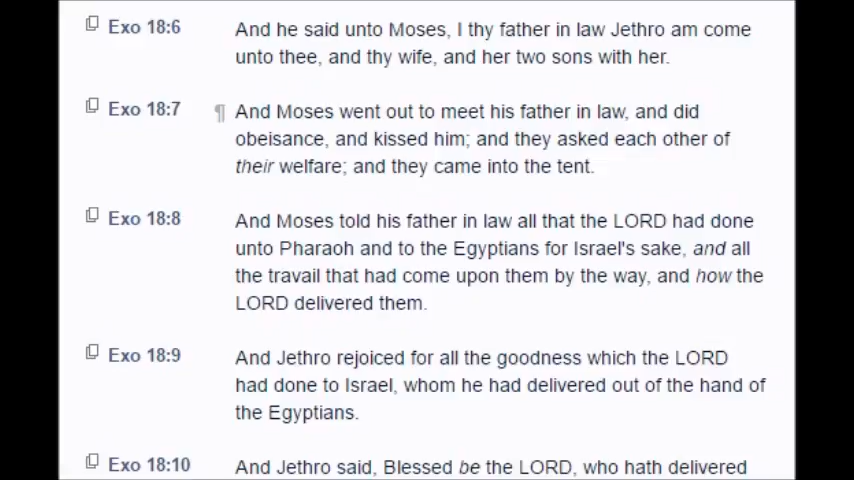 Exo 18:6 And he said unto Moses, I thy father in law Jethro am come
unto thee, and thy wife, and her two sons with her.
Exo 18:7 ¶ And Moses went out to meet his father in law, and did
obeisance, and kissed him; and they asked each other of
their welfare; and they came into the tent.
Exo 18:8 And Moses told his father in law all that the LORD had done
unto Pharaoh and to the Egyptians for Israel's sake, and all
the travail that had come upon them by the way, and how the
LORD delivered them.
Exo 18:9 And Jethro rejoiced for all the goodness which the LORD
had done to Israel, whom he had delivered out of the hand of
the Egyptians.
Exo 18:10 And Jethro said, Blessed be the LORD, who hath delivered